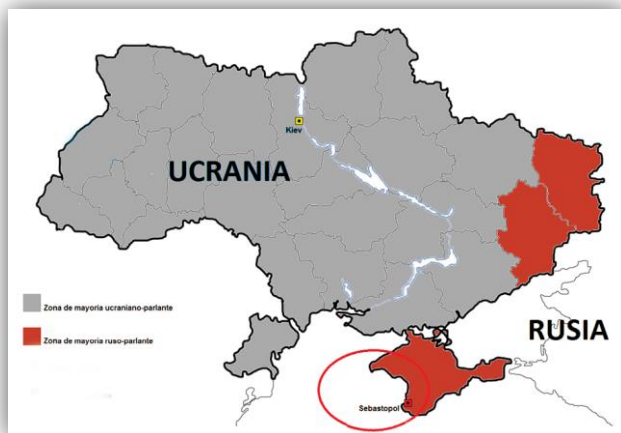 Kiev
UCRANIA
Zona de mayoria ucraniano-parlante
Zona de mayoria ruso-parlante
RUSIA
Sebastopol